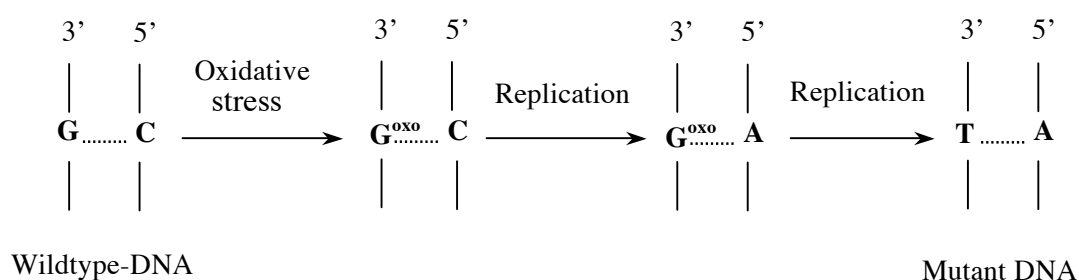 3’ 5’ 3’ 5’ 3’ 5’ 3’ 5’
Oxidative
stress
Replication
Replication
G C G^oxo C G^oxo A T A
Wildtype-DNA
Mutant DNA